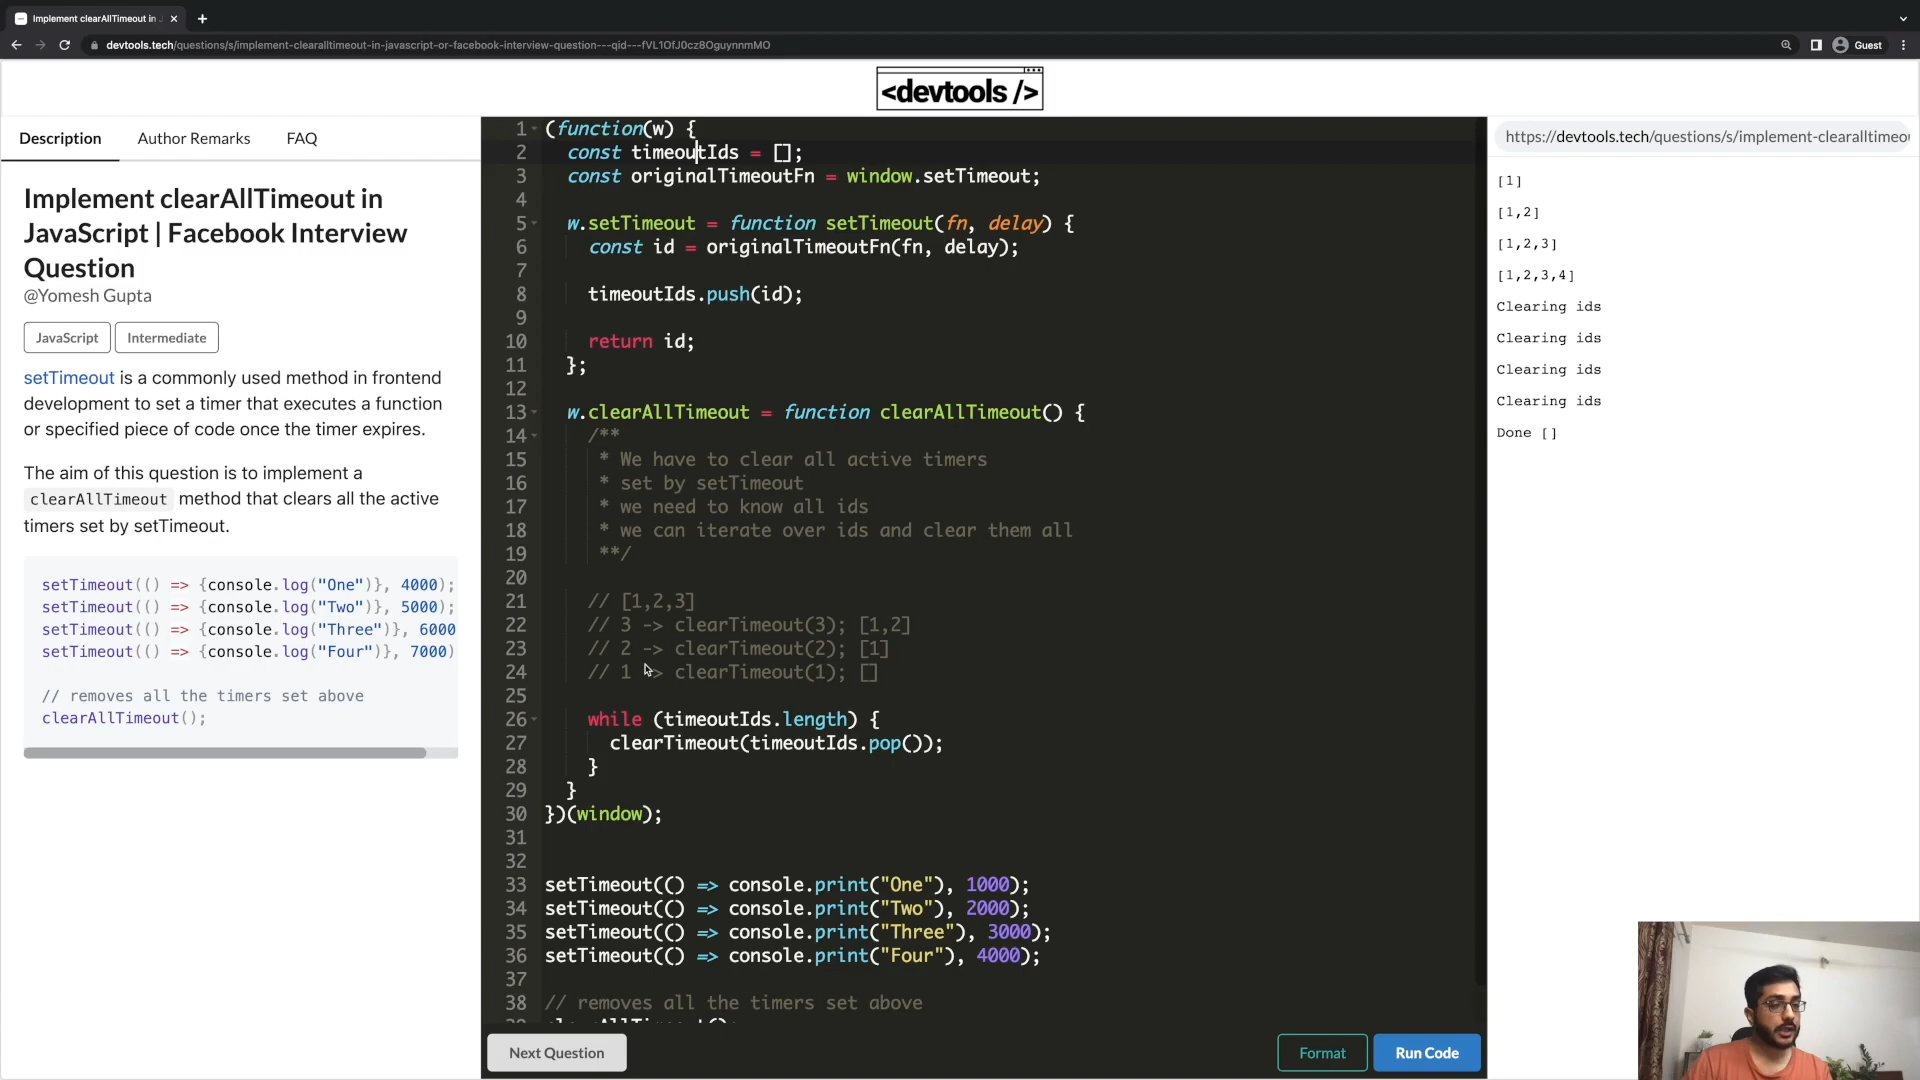 Implement clearAllTimeout in
devtools.tech/questions/s/implement-clearalltimeout-in-javascript-or-facebook-interview-question---qid---fVL1OfJ0cz8OguynnmMO
Guest
<devtools />
Description
Author Remarks
FAQ
Implement clearAllTimeout in
JavaScript | Facebook Interview
Question
@Yomesh Gupta
JavaScript
Intermediate
setTimeout is a commonly used method in frontend
development to set a timer that executes a function
or specified piece of code once the timer expires.
The aim of this question is to implement a
clearAllTimeout method that clears all the active
timers set by setTimeout.
setTimeout(() => {console.log("One")}, 4000);
setTimeout(() => {console.log("Two")}, 5000);
setTimeout(() => {console.log("Three")}, 6000
setTimeout(() => {console.log("Four")}, 7000)
// removes all the timers set above
clearAllTimeout();
1 (function(w) {
2 const timeoutIds = [];
3 const originalTimeoutFn = window.setTimeout;
4
5 w.setTimeout = function setTimeout(fn, delay) {
6 const id = originalTimeoutFn(fn, delay);
7
8 timeoutIds.push(id);
9
10 return id;
11 };
12
13 w.clearAllTimeout = function clearAllTimeout() {
14 /**
15 * We have to clear all active timers
16 * set by setTimeout
17 * we need to know all ids
18 * we can iterate over ids and clear them all
19 **/
20
21 // [1,2,3]
22 // 3 -> clearTimeout(3); [1,2]
23 // 2 -> clearTimeout(2); [1]
24 // 1 -> clearTimeout(1); []
25
26 while (timeoutIds.length) {
27 clearTimeout(timeoutIds.pop());
28 }
29 }
30 })(window);
31
32
33 setTimeout(() => console.print("One"), 1000);
34 setTimeout(() => console.print("Two"), 2000);
35 setTimeout(() => console.print("Three"), 3000);
36 setTimeout(() => console.print("Four"), 4000);
37
38 // removes all the timers set above
39 clearAllTimeout();
Next Question
Format
Run Code
https://devtools.tech/questions/s/implement-clearalltimeo
[1]
[1,2]
[1,2,3]
[1,2,3,4]
Clearing ids
Clearing ids
Clearing ids
Clearing ids
Done []